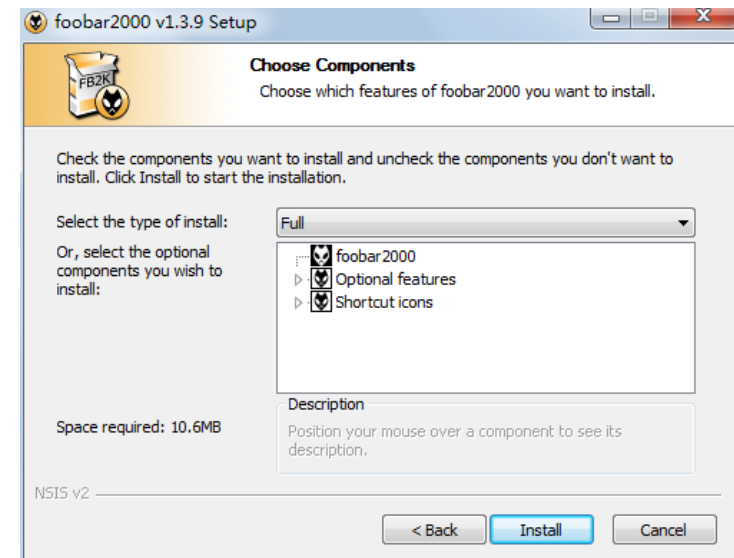 foobar2000 v1.3.9 Setup
FB2K
Choose Components
Choose which features of foobar2000 you want to install.
Check the components you want to install and uncheck the components you don't want to
install. Click Install to start the installation.
Select the type of install:
Full
Or, select the optional
components you wish to
install:
foobar2000
Optional features
Shortcut icons
Space required: 10.6MB
Description
Position your mouse over a component to see its
description.
NSIS v2
< Back
Install
Cancel